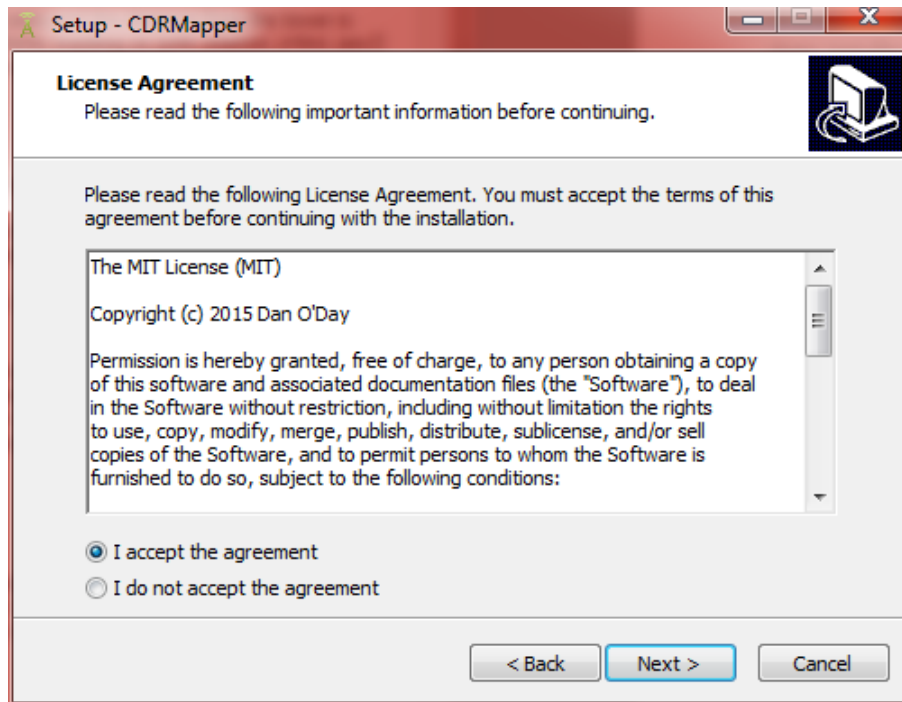 Setup - CDRMapper
License Agreement
Please read the following important information before continuing.
Please read the following License Agreement. You must accept the terms of this
agreement before continuing with the installation.
The MIT License (MIT)
Copyright (c) 2015 Dan O'Day
Permission is hereby granted, free of charge, to any person obtaining a copy
of this software and associated documentation files (the "Software"), to deal
in the Software without restriction, including without limitation the rights
to use, copy, modify, merge, publish, distribute, sublicense, and/or sell
copies of the Software, and to permit persons to whom the Software is
furnished to do so, subject to the following conditions:
I accept the agreement
I do not accept the agreement
< Back Next > Cancel